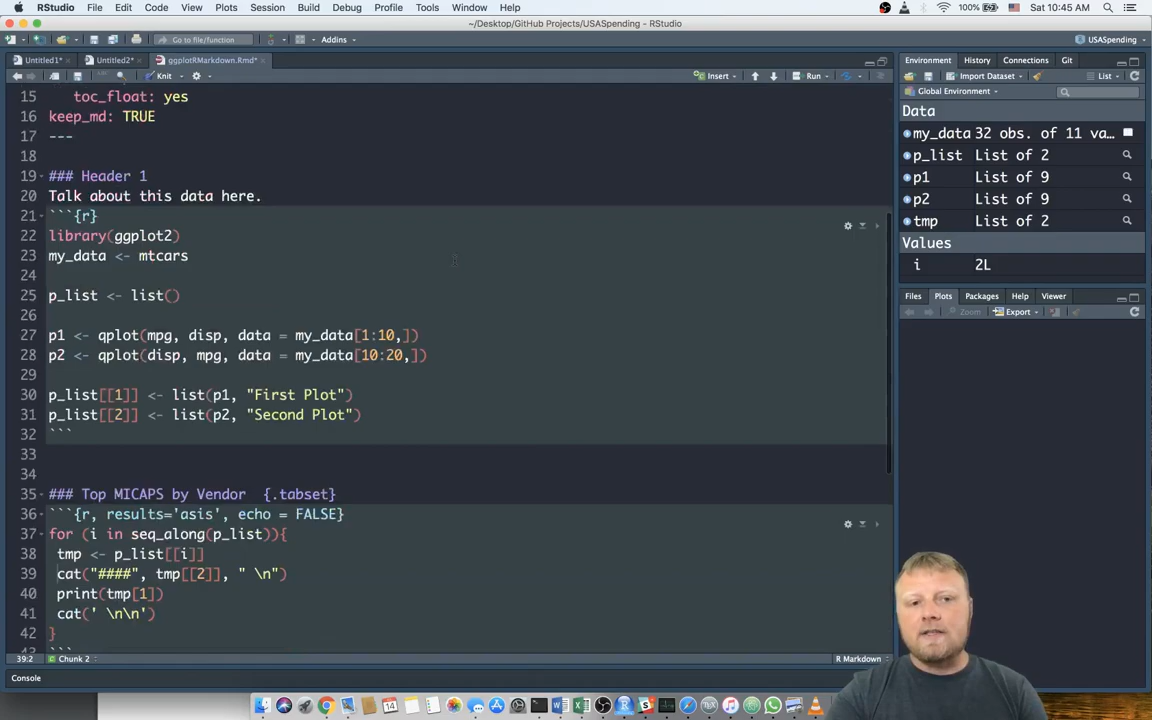 RStudio File Edit Code View Plots Session Build Debug Profile Tools Window Help 100% Sat 10:45 AM
~/Desktop/GitHub Projects/USASpending - RStudio
Go to file/function Addins USASpending
Untitled1* Untitled2* ggplotRMarkdown.Rmd* Environment History Connections Git
Knit Insert Run Import Dataset List
Global Environment
15 toc_float: yes
16 keep_md: TRUE
17 ---
18
19 ### Header 1
20 Talk about this data here.
21 ```{r}
22 library(ggplot2)
23 my_data <- mtcars
24
25 p_list <- list()
26
27 p1 <- qplot(mpg, disp, data = my_data[1:10,])
28 p2 <- qplot(disp, mpg, data = my_data[10:20,])
29
30 p_list[[1]] <- list(p1, "First Plot")
31 p_list[[2]] <- list(p2, "Second Plot")
32 ```
33
34
35 ### Top MICAPS by Vendor  {.tabset}
36 ```{r, results='asis', echo = FALSE}
37 for (i in seq_along(p_list)){
38 tmp <- p_list[[i]]
39 cat("####", tmp[[2]], " \n")
40 print(tmp[1])
41 cat(' \n\n')
42 }
39:2 Chunk 2 R Markdown
Console
Data
my_data 32 obs. of 11 va...
p_list List of 2
p1 List of 9
p2 List of 9
tmp List of 2
Values
i 2L
Files Plots Packages Help Viewer
Zoom Export